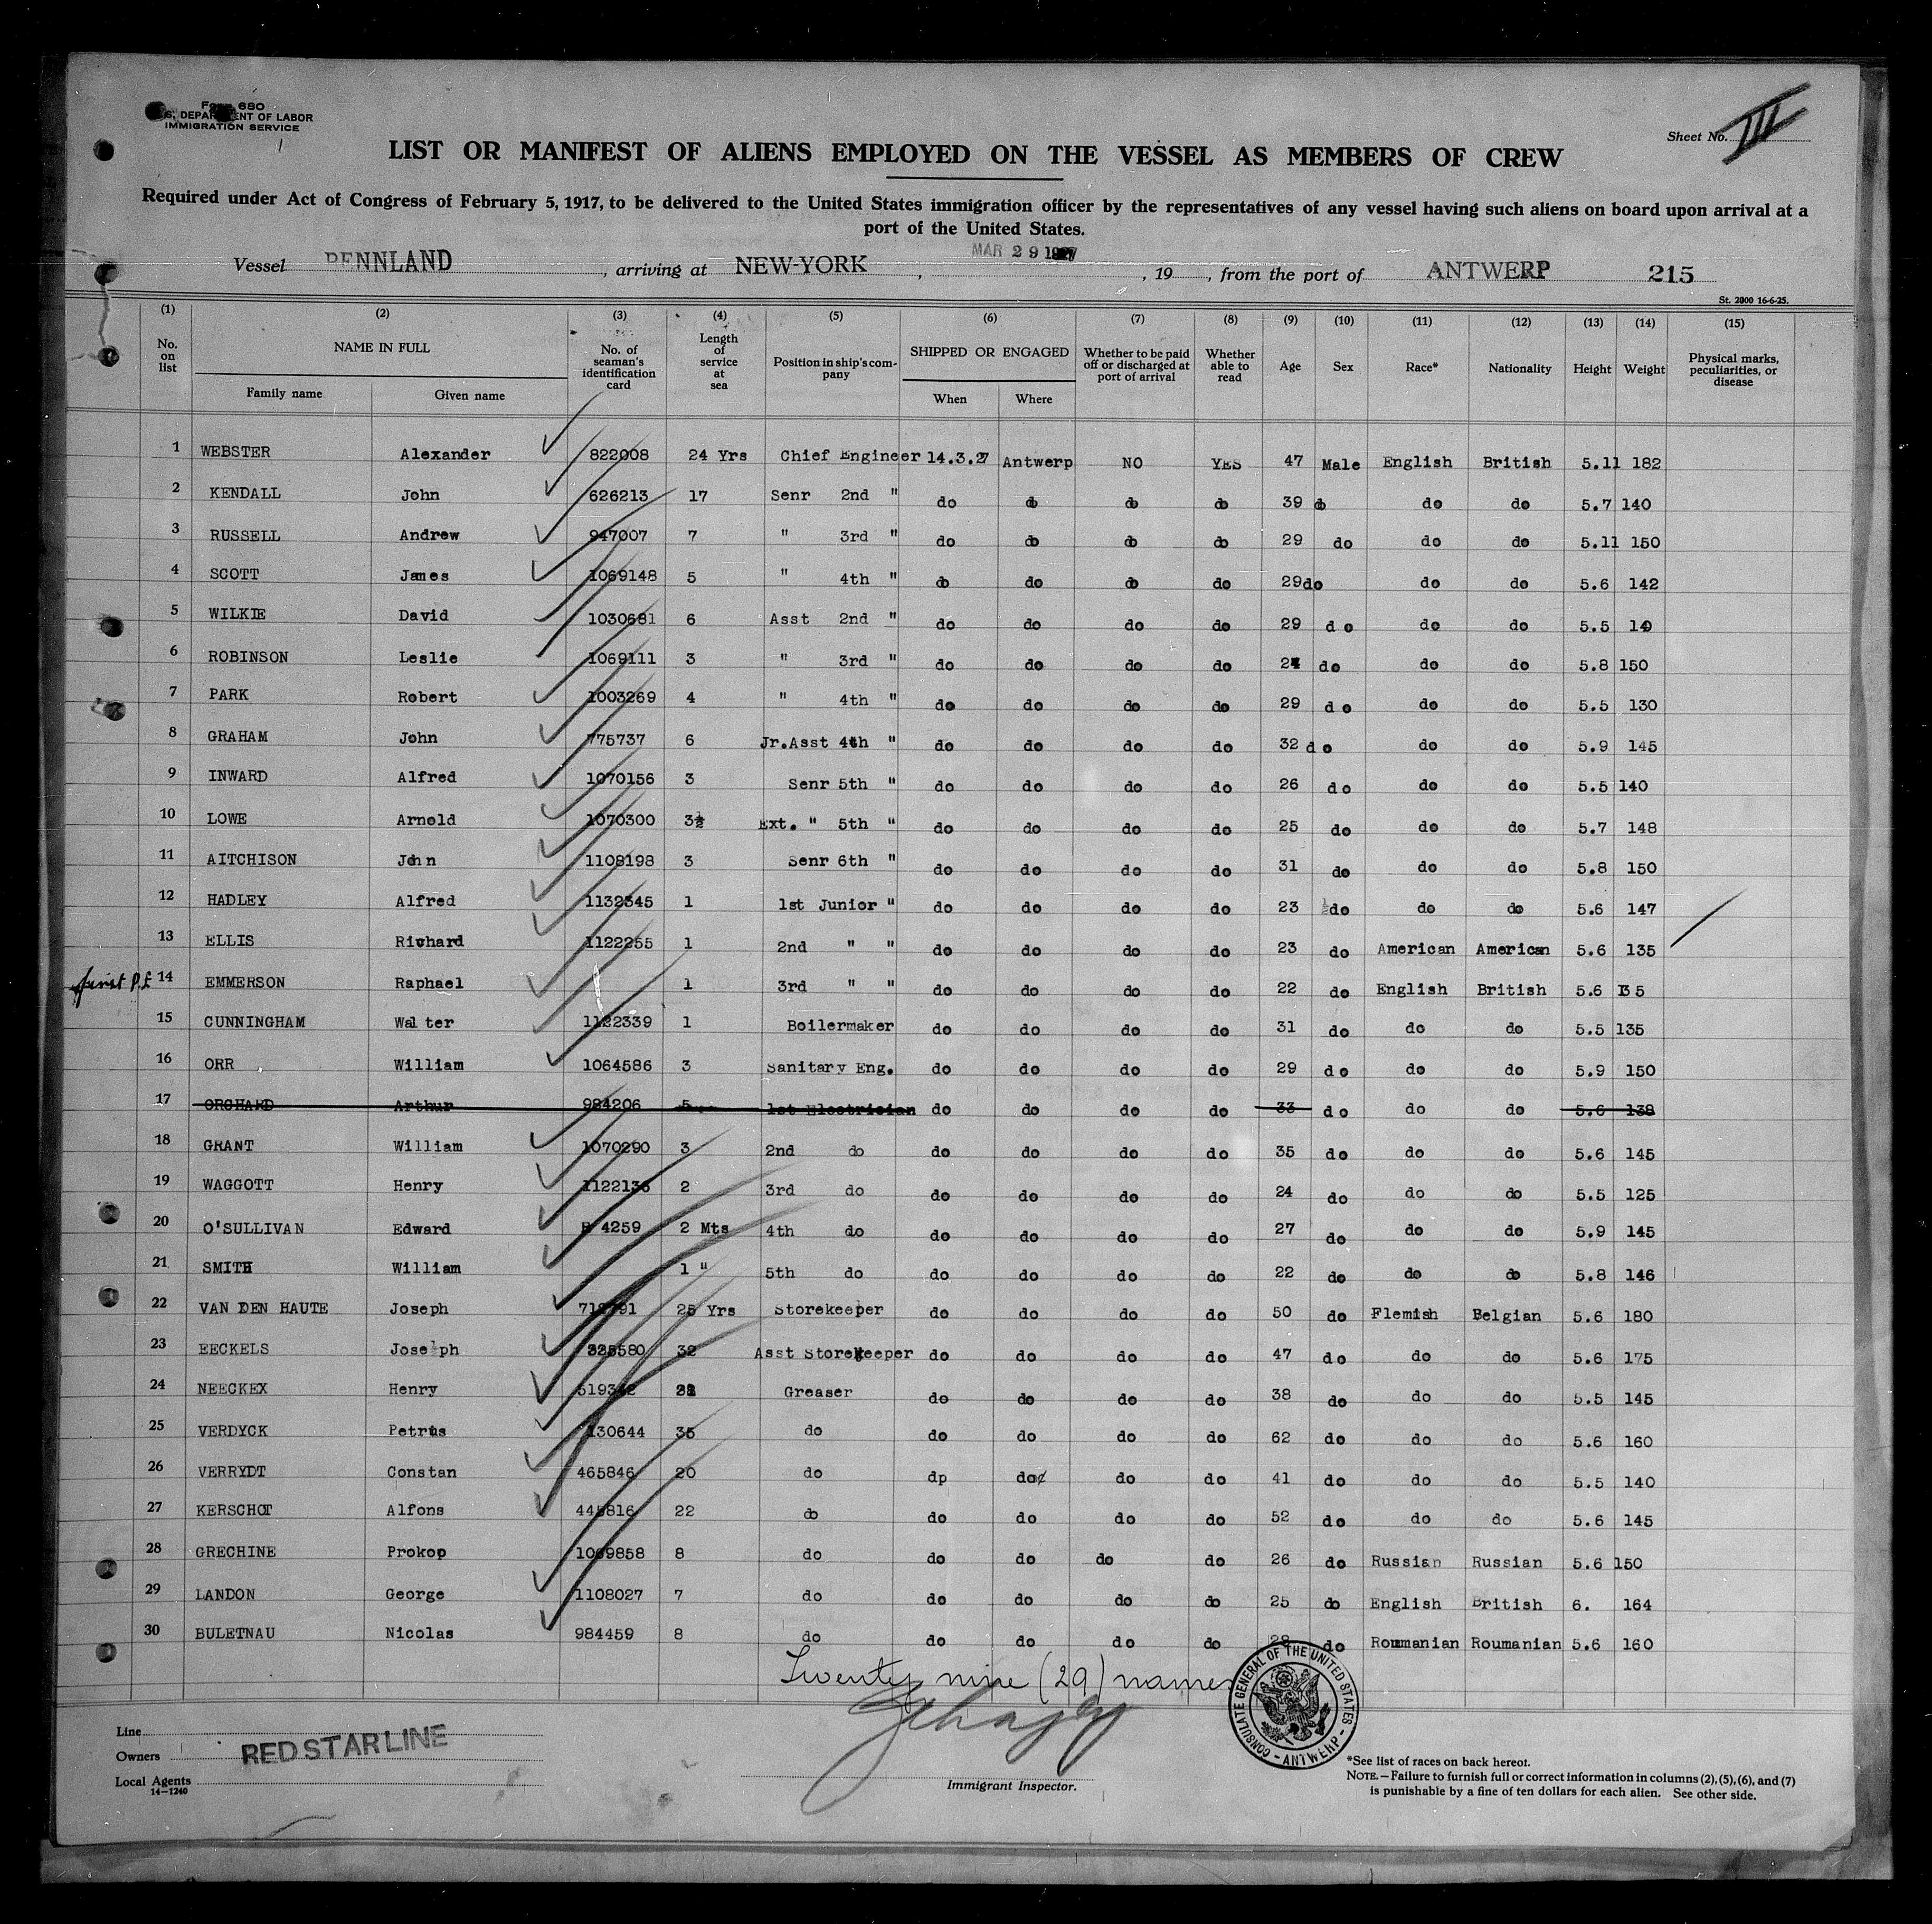 Form 680
U.S. DEPARTMENT OF LABOR
IMMIGRATION SERVICE
Sheet No. III
LIST OR MANIFEST OF ALIENS EMPLOYED ON THE VESSEL AS MEMBERS OF CREW
Required under Act of Congress of February 5, 1917, to be delivered to the United States immigration officer by the representatives of any vessel having such aliens on board upon arrival at a
port of the United States.
Vessel PENNLAND, arriving at NEW-YORK, MAR 29 1927, 19, from the port of ANTWERP 215
St. 2000 16-6-25.
(1) (2) (3) (4) (5) (6) (7) (8) (9) (10) (11) (12) (13) (14) (15)
No. on list NAME IN FULL Family name Given name No. of seaman's identification card Length of service at sea Position in ship's company SHIPPED OR ENGAGED When Where Whether to be paid off or discharged at port of arrival Whether able to read Age Sex Race* Nationality Height Weight Physical marks, peculiarities, or disease
1 WEBSTER Alexander 822008 24 Yrs Chief Engineer 14.3.27 Antwerp NO YES 47 Male English British 5.11 182
2 KENDALL John 626213 17 Senr 2nd " do do do do 39 do do do 5.7 140
3 RUSSELL Andrew 947007 7 " 3rd " do do do do 29 do do do 5.11 150
4 SCOTT James 1069148 5 " 4th " do do do do 29 do do do 5.6 142
5 WILKIE David 1030681 6 Asst 2nd " do do do do 29 do do do 5.5 140
6 ROBINSON Leslie 1069111 3 " 3rd " do do do do 24 do do do 5.8 150
7 PARK Robert 1003269 4 " 4th " do do do do 29 do do do 5.5 130
8 GRAHAM John 775737 6 Jr.Asst 4th " do do do do 32 do do do 5.9 145
9 INWARD Alfred 1070156 3 Senr 5th " do do do do 26 do do do 5.5 140
10 LOWE Arnold 1070300 3½ Ext. " 5th " do do do do 25 do do do 5.7 148
11 AITCHISON John 1108198 3 Senr 6th " do do do do 31 do do do 5.8 150
12 HADLEY Alfred 1132345 1 1st Junior " do do do do 23 do do do 5.6 147
13 ELLIS Richard 1122255 1 2nd " " do do do do 23 do American American 5.6 135
first P.E 14 EMMERSON Raphael 1 3rd " " do do do do 22 do English British 5.6 135
15 CUNNINGHAM Walter 1122339 1 Boilermaker do do do do 31 do do do 5.5 135
16 ORR William 1064586 3 Sanitary Eng. do do do do 29 do do do 5.9 150
17 ORCHARD Arthur 984206 5 1st Electrician do do do do 33 do do do 5.6 138
18 GRANT William 1070290 3 2nd do do do do do 35 do do do 5.6 145
19 WAGGOTT Henry 1122136 2 3rd do do do do do 24 do do do 5.5 125
20 O'SULLIVAN Edward 4259 2 Mts 4th do do do do do 27 do do do 5.9 145
21 SMITH William 1 " 5th do do do do do 22 do do do 5.8 146
22 VAN DEN HAUTE Joseph 25 Yrs Storekeeper do do do do 50 do Flemish Belgian 5.6 180
23 EECKELS Joseph 325580 32 Asst Storekeeper do do do do 47 do do do 5.6 175
24 NEECKEX Henry 519342 Greaser do do do do 38 do do do 5.5 145
25 VERDYCK Petrus 130644 35 do do do do do 62 do do do 5.6 160
26 VERRYDT Constan 465846 20 do dp do do do 41 do do do 5.5 140
27 KERSCHOT Alfons 445816 22 do do do do do 52 do do do 5.6 145
28 GRECHINE Prokop 1069858 8 do do do do do 26 do Russian Russian 5.6 150
29 LANDON George 1108027 7 do do do do do 25 do English British 6. 164
30 BULETNAU Nicolas 984459 8 do do do do do 28 do Roumanian Roumanian 5.6 160
Twenty nine (29) names
CONSULATE GENERAL OF THE UNITED STATES - ANTWERP -
Line
Owners RED STAR LINE
Local Agents
14-1240
Immigrant Inspector.
*See list of races on back hereof.
NOTE.—Failure to furnish full or correct information in columns (2), (5), (6), and (7)
is punishable by a fine of ten dollars for each alien. See other side.